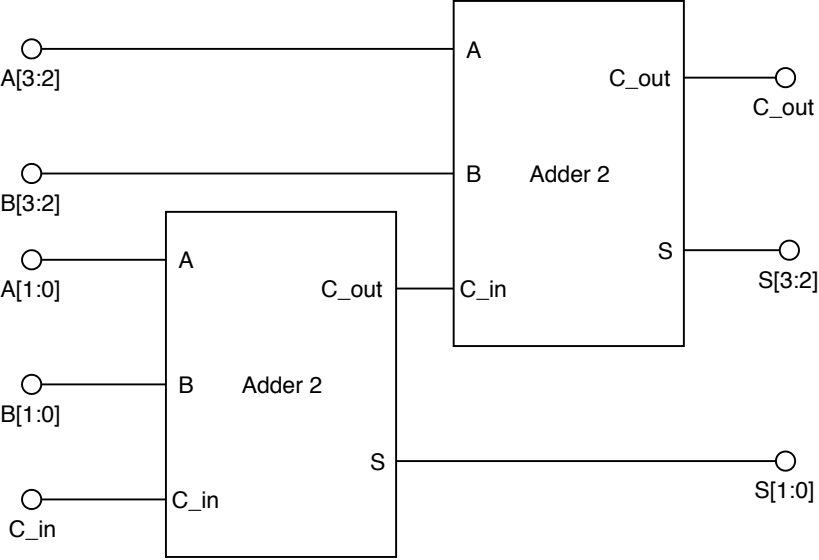 A
A[3:2]
C_out
C_out
B
Adder 2
B[3:2]
A
S
A[1:0]
S[3:2]
C_out
C_in
B
Adder 2
B[1:0]
S
S[1:0]
C_in
C_in